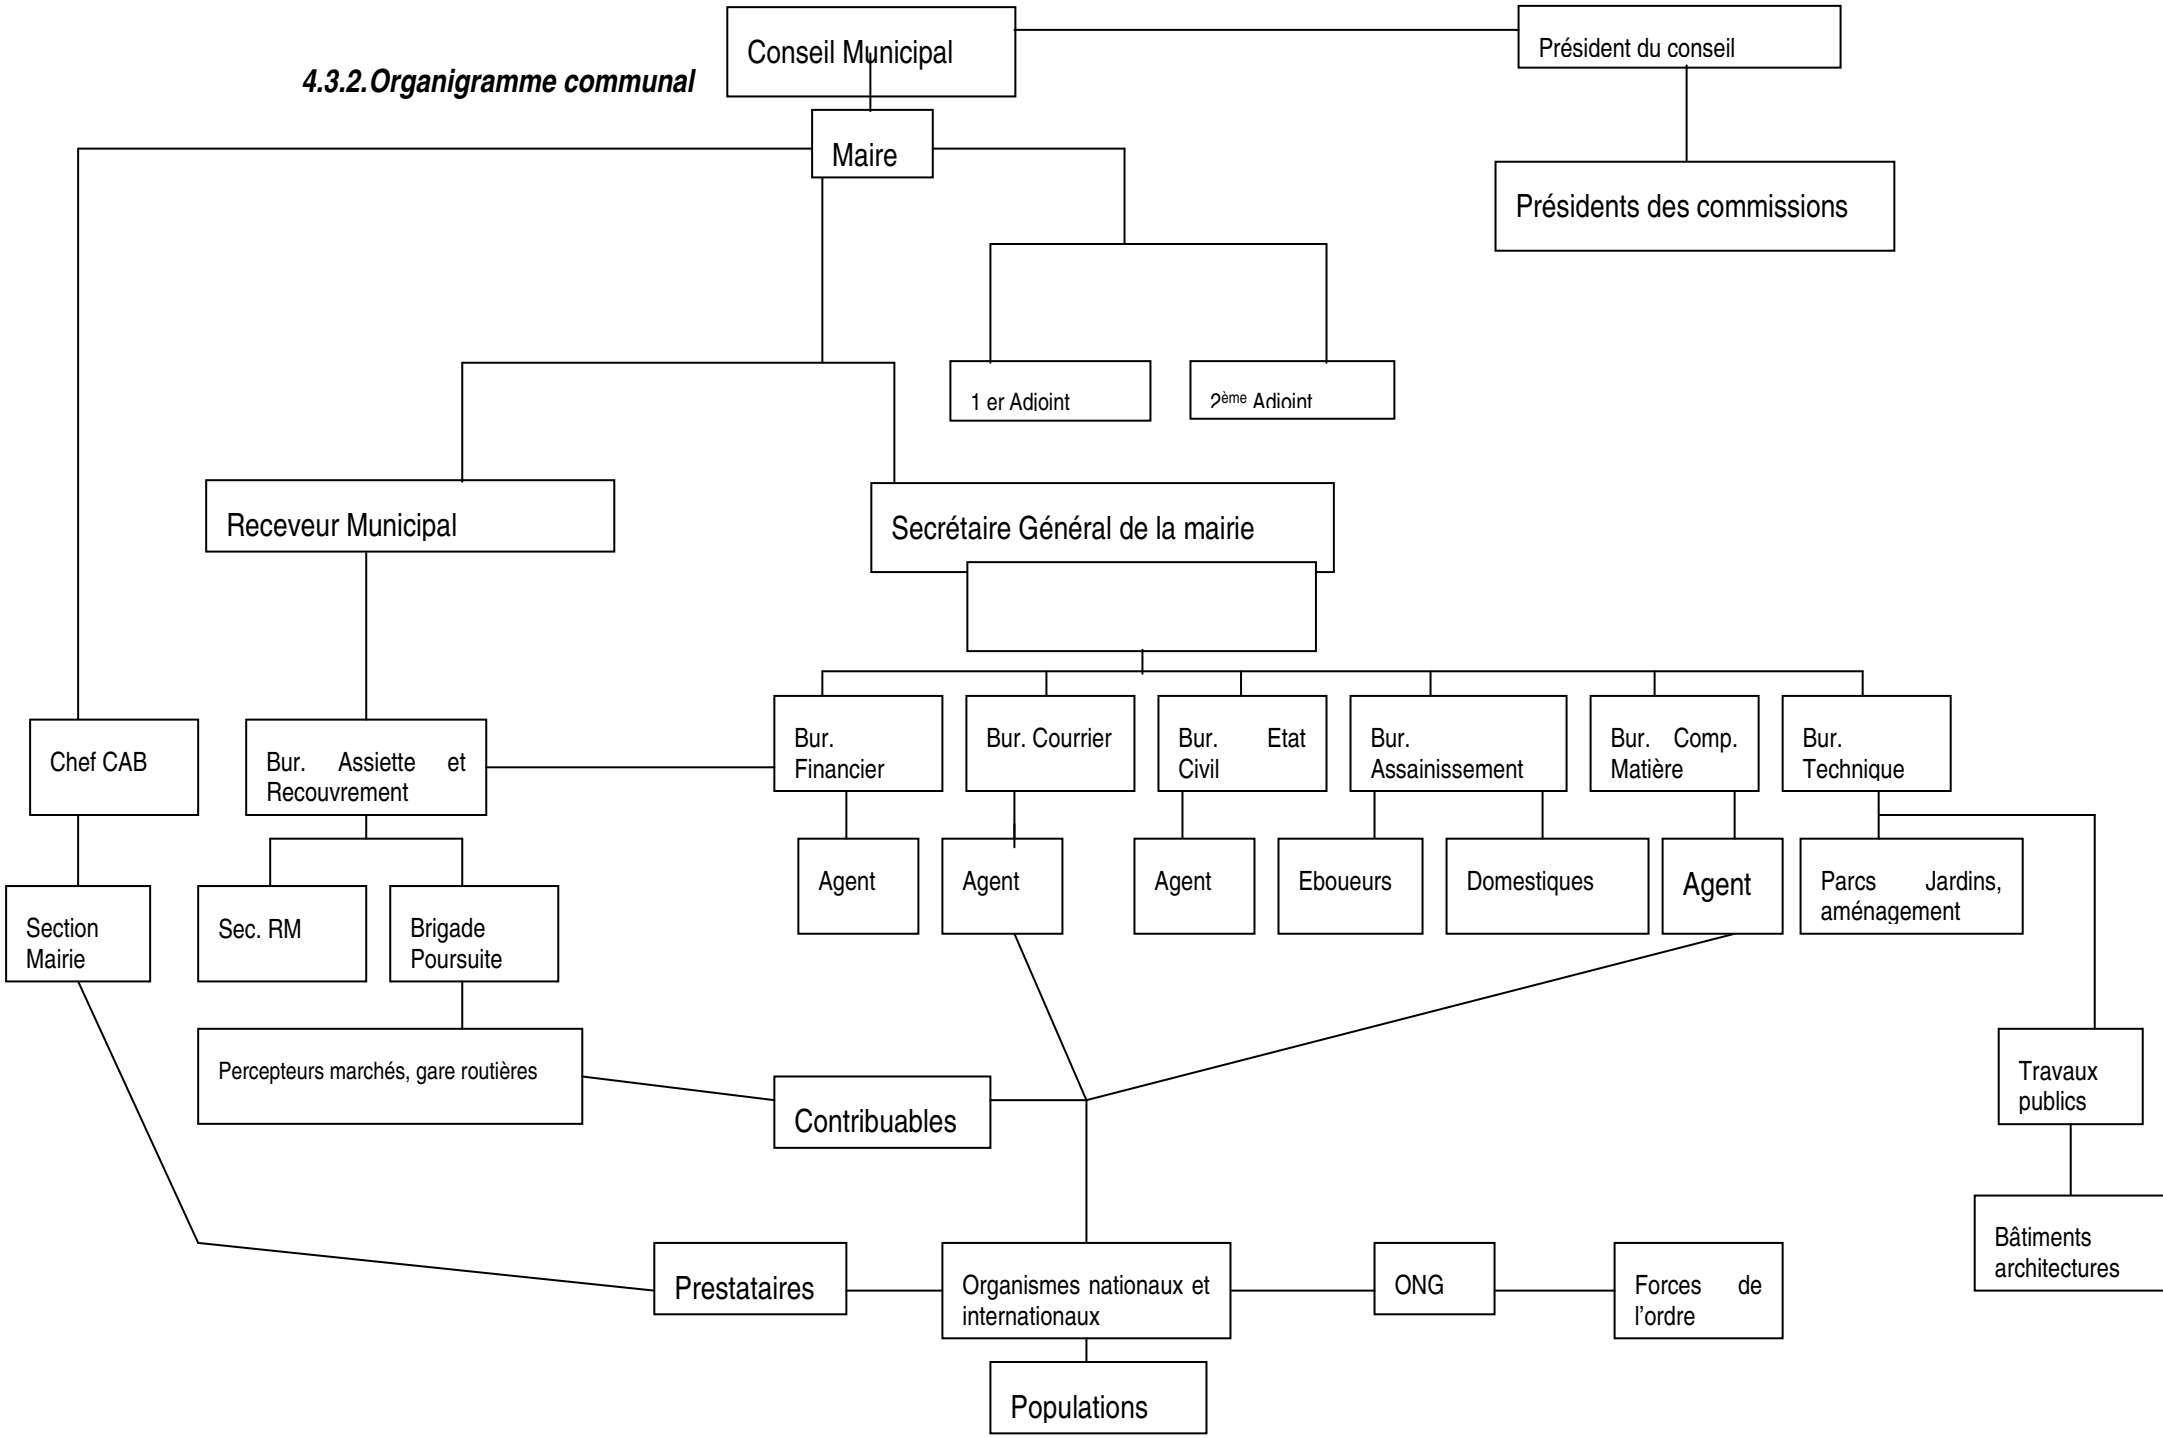 Conseil Municipal
Président du conseil
4.3.2.Organigramme communal
Maire
Présidents des commissions
1 er Adjoint
2ème Adjoint
Receveur Municipal
Secrétaire Général de la mairie
Chef CAB
Bur. Assiette et
Recouvrement
Bur.
Financier
Bur. Courrier
Bur. Etat
Civil
Bur.
Assainissement
Bur. Comp.
Matière
Bur.
Technique
Section
Mairie
Sec. RM
Brigade
Poursuite
Agent
Agent
Agent
Eboueurs
Domestiques
Agent
Parcs Jardins,
aménagement
Percepteurs marchés, gare routières
Contribuables
Travaux
publics
Prestataires
Organismes nationaux et
internationaux
ONG
Forces de
l'ordre
Bâtiments
architectures
Populations